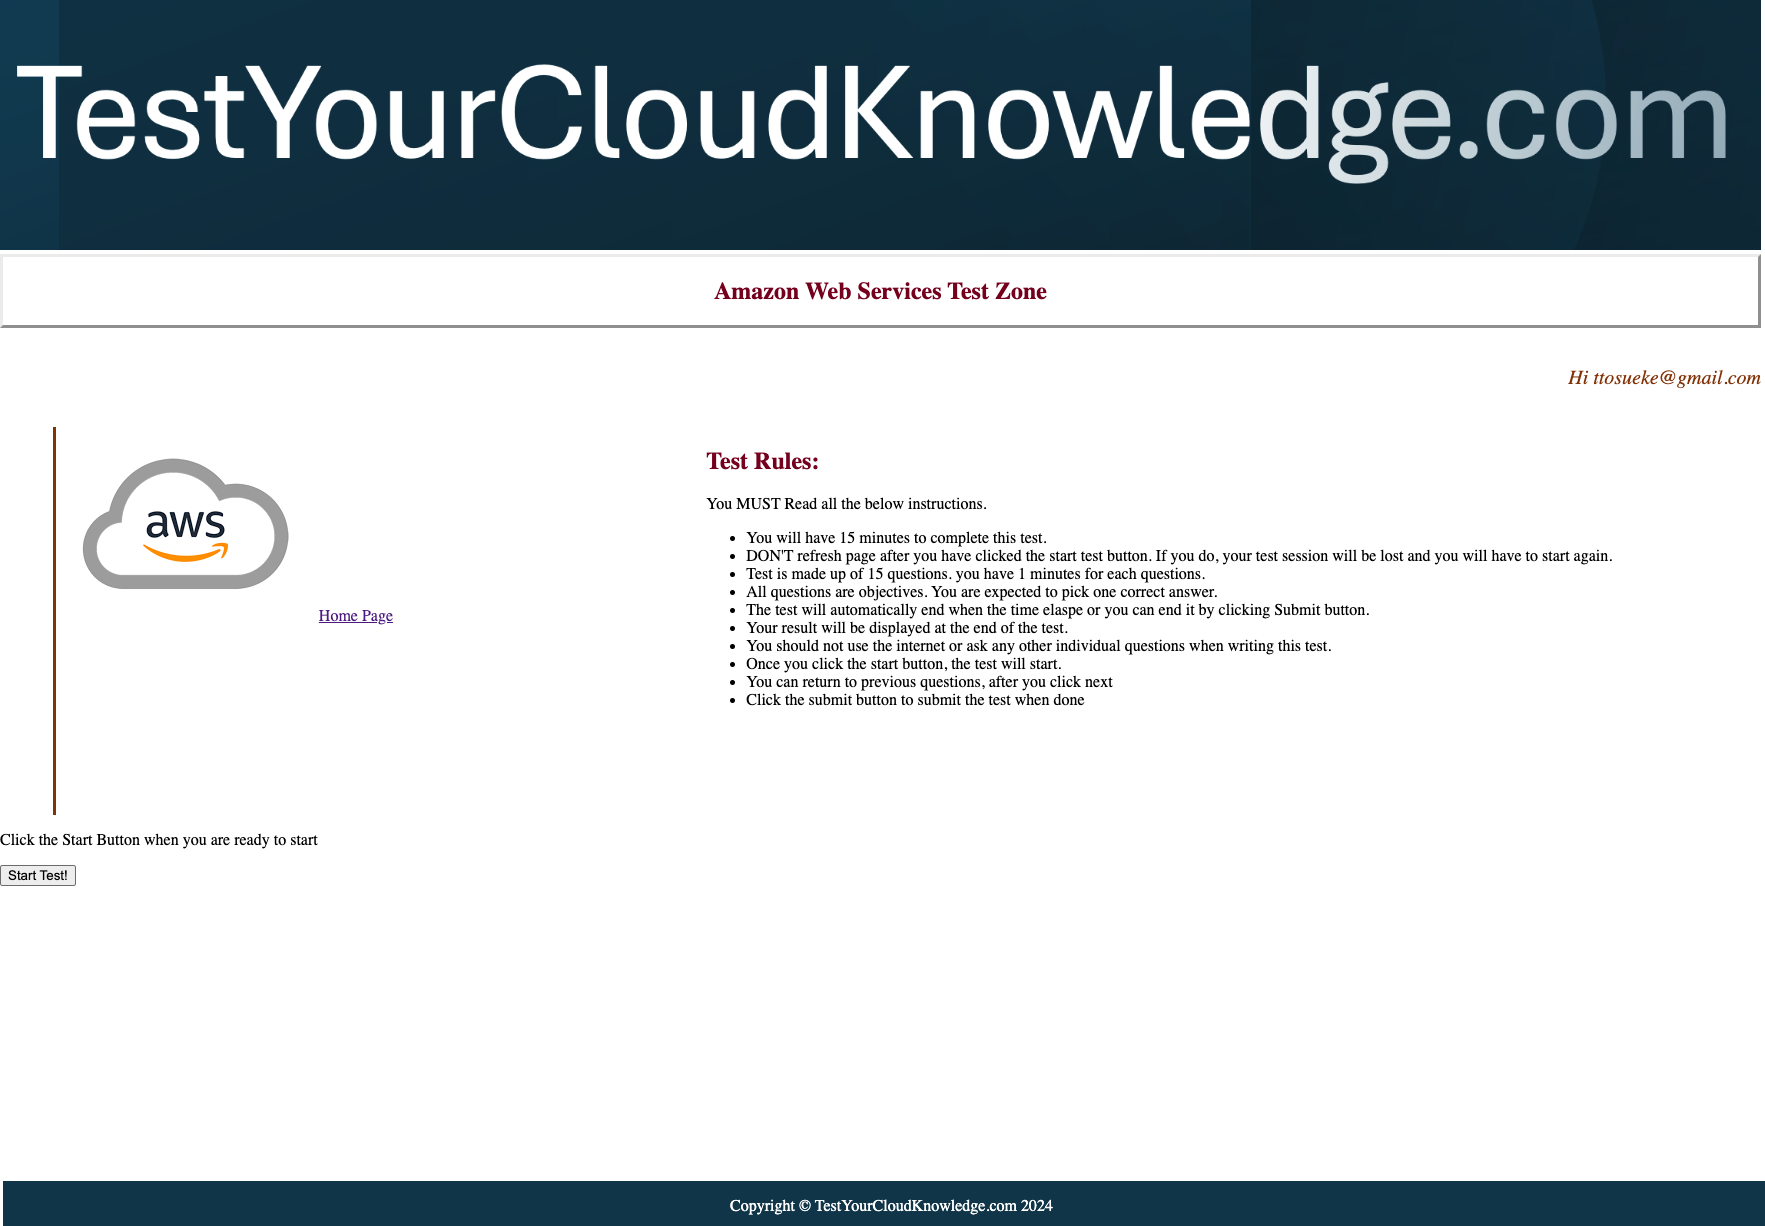 TestYourCloudKnowledge.com
Amazon Web Services Test Zone
Hi ttosueke@gmail.com
aws
Home Page
Test Rules:
You MUST Read all the below instructions.
• You will have 15 minutes to complete this test.
• DON'T refresh page after you have clicked the start test button. If you do, your test session will be lost and you will have to start again.
• Test is made up of 15 questions. you have 1 minutes for each questions.
• All questions are objectives. You are expected to pick one correct answer.
• The test will automatically end when the time elaspe or you can end it by clicking Submit button.
• Your result will be displayed at the end of the test.
• You should not use the internet or ask any other individual questions when writing this test.
• Once you click the start button, the test will start.
• You can return to previous questions, after you click next
• Click the submit button to submit the test when done
Click the Start Button when you are ready to start
Start Test!
Copyright © TestYourCloudKnowledge.com 2024